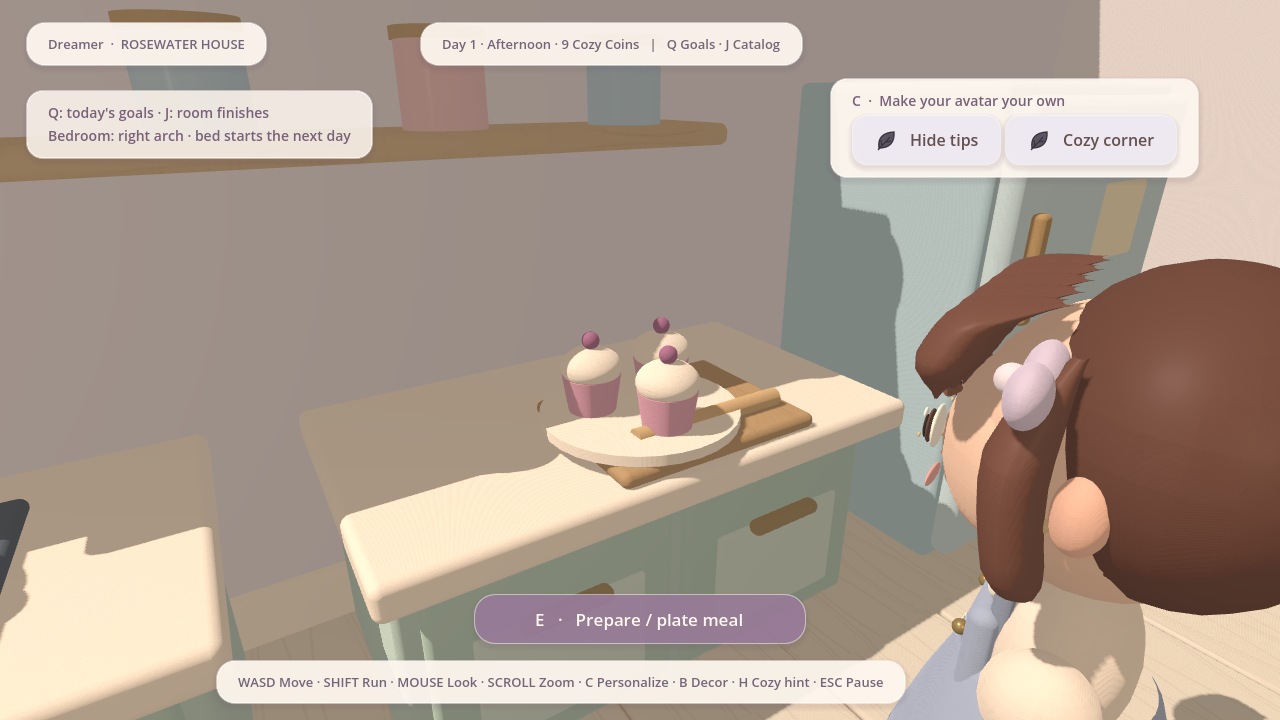 Dreamer · ROSEWATER HOUSE
Day 1 · Afternoon · 9 Cozy Coins | Q Goals · J Catalog
Q: today's goals · J: room finishes
Bedroom: right arch · bed starts the next day
C · Make your avatar your own
Hide tips
Cozy corner
E · Prepare / plate meal
WASD Move · SHIFT Run · MOUSE Look · SCROLL Zoom · C Personalize · B Decor · H Cozy hint · ESC Pause